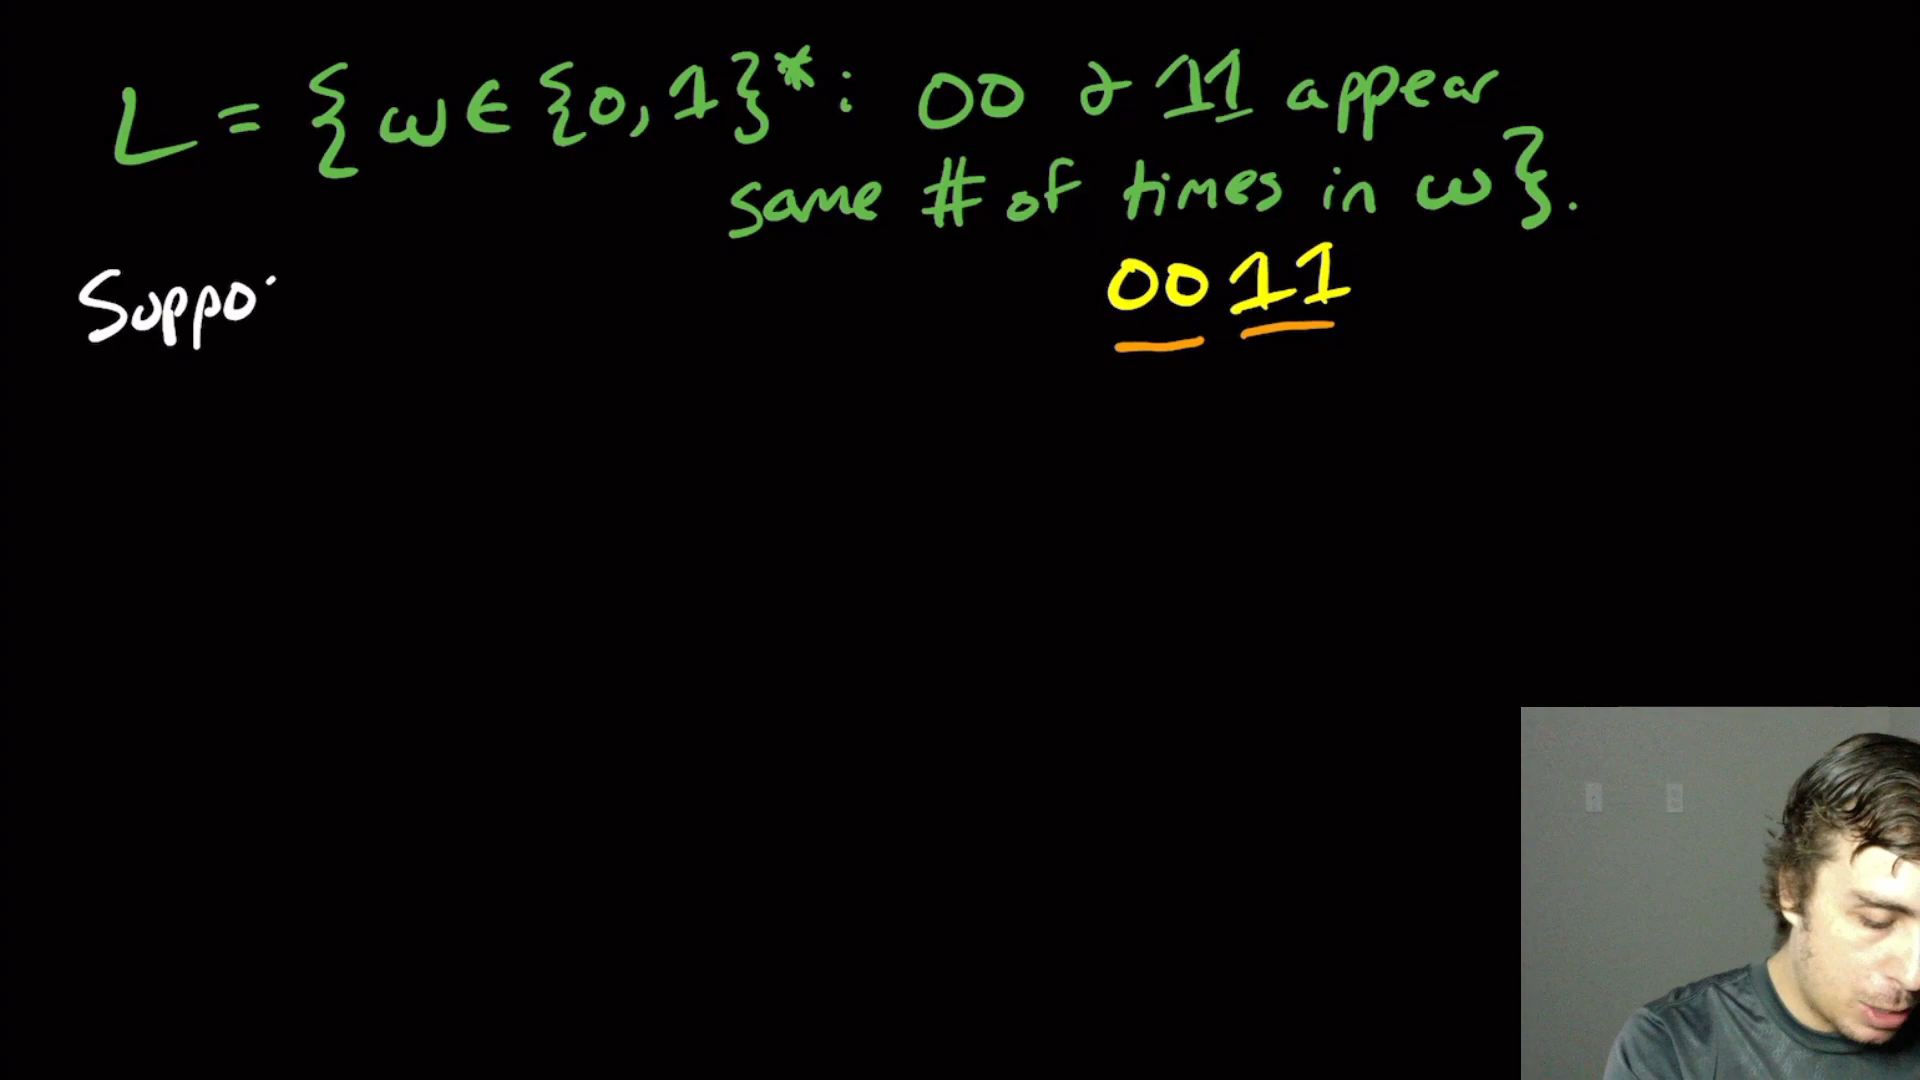 L = {w ∈ {0,1}*: 00 & 11 appear
same # of times in w}.
0011
Suppo